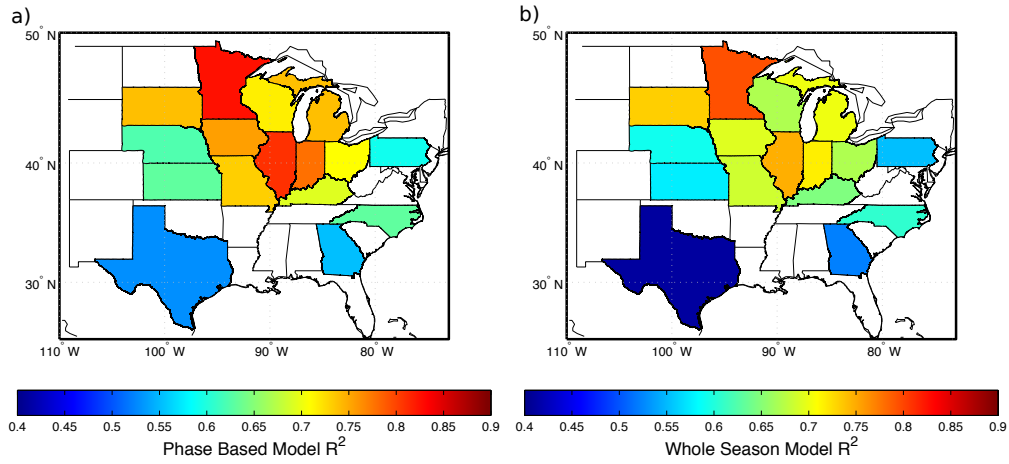 a)
50° N
40° N
30° N
110° W
100° W
90° W
80° W
0.4 0.45 0.5 0.55 0.6 0.65 0.7 0.75 0.8 0.85 0.9
Phase Based Model R²
b)
50° N
40° N
30° N
110° W
100° W
90° W
80° W
0.4 0.45 0.5 0.55 0.6 0.65 0.7 0.75 0.8 0.85 0.9
Whole Season Model R²